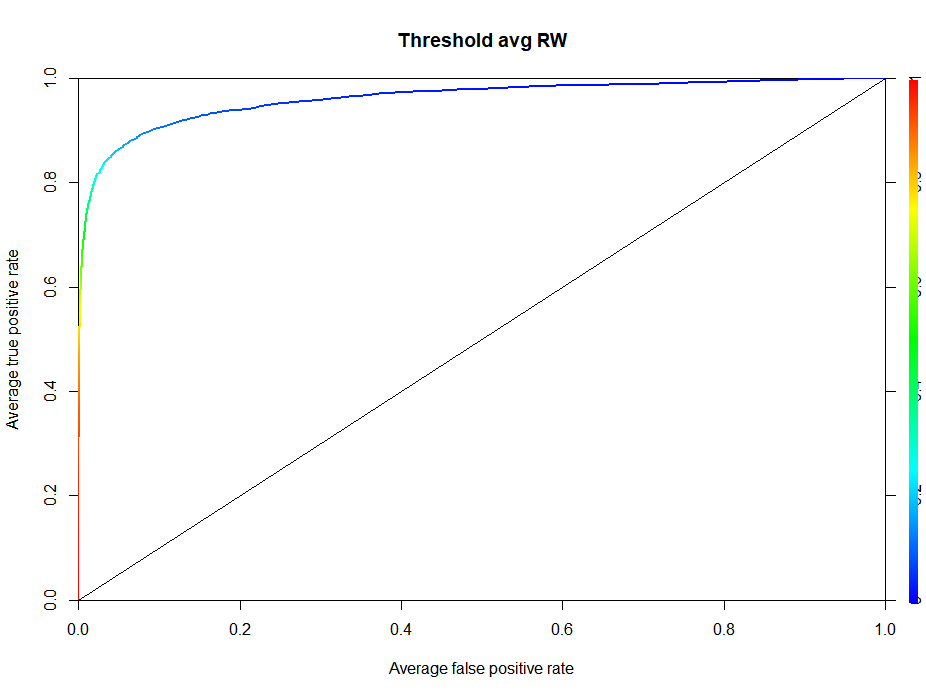 Threshold avg RW
Average true positive rate
1.0
0.8
0.6
0.4
0.2
0.0
0.0 0.2 0.4 0.6 0.8 1.0
Average false positive rate